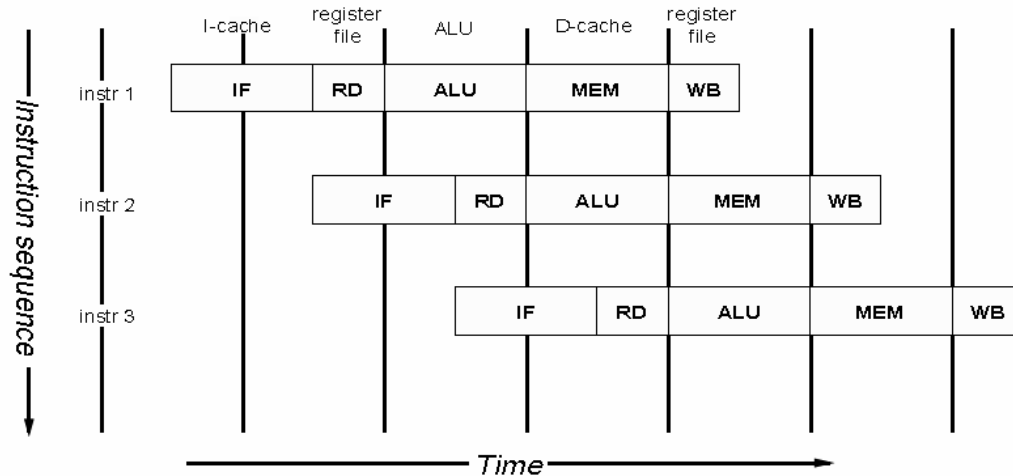 I-cache
register
file
ALU
D-cache
register
file
instr 1
IF
RD
ALU
MEM
WB
instr 2
IF
RD
ALU
MEM
WB
instr 3
IF
RD
ALU
MEM
WB
Instruction sequence
Time